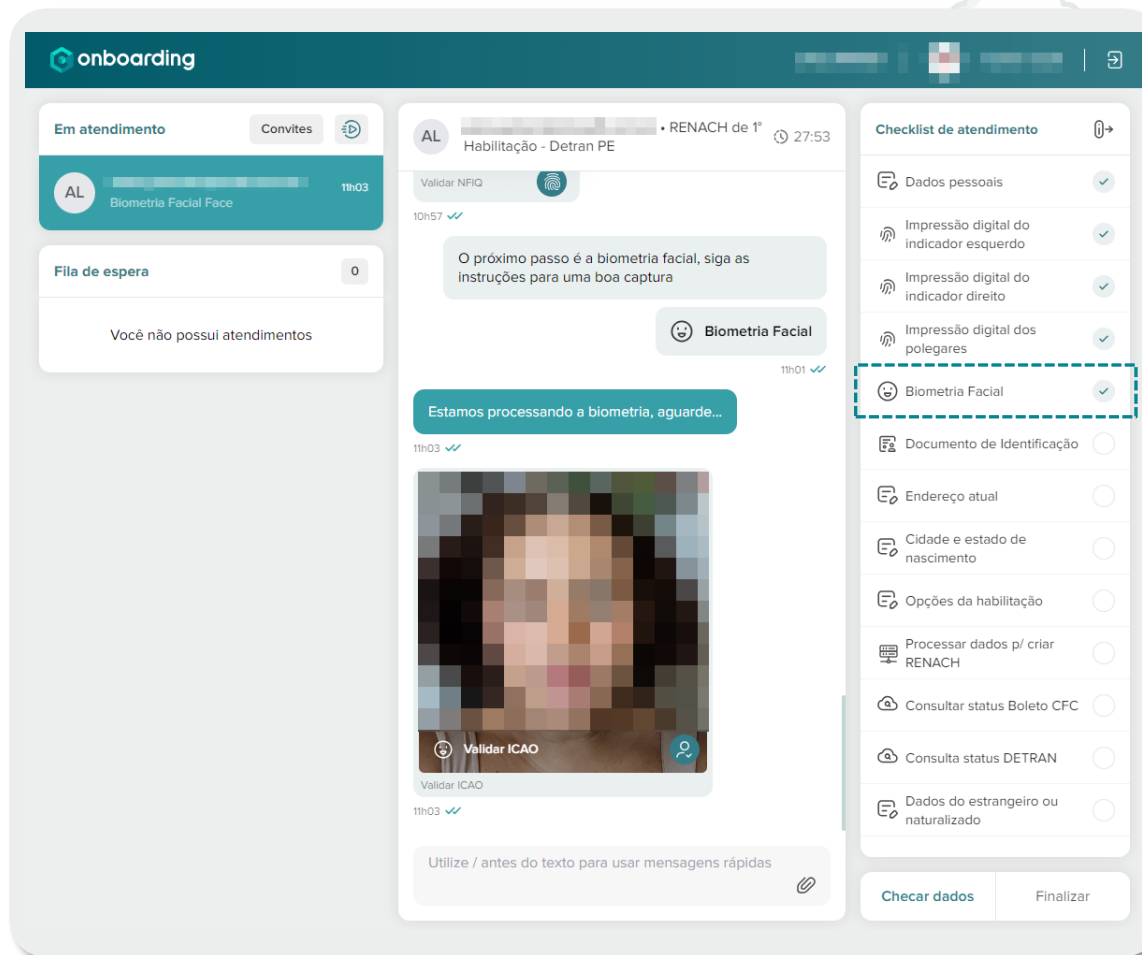 onboarding
Em atendimento
Convites
AL
11h03
Biometria Facial Face
Fila de espera
0
Você não possui atendimentos
AL
• RENACH de 1°
Habilitação - Detran PE
27:53
Validar NFIQ
10h57
O próximo passo é a biometria facial, siga as
instruções para uma boa captura
Biometria Facial
11h01
Estamos processando a biometria, aguarde...
11h03
Validar ICAO
Validar ICAO
11h03
Utilize / antes do texto para usar mensagens rápidas
Checklist de atendimento
Dados pessoais
Impressão digital do
indicador esquerdo
Impressão digital do
indicador direito
Impressão digital dos
polegares
Biometria Facial
Documento de Identificação
Endereço atual
Cidade e estado de
nascimento
Opções da habilitação
Processar dados p/ criar
RENACH
Consultar status Boleto CFC
Consulta status DETRAN
Dados do estrangeiro ou
naturalizado
Checar dados
Finalizar